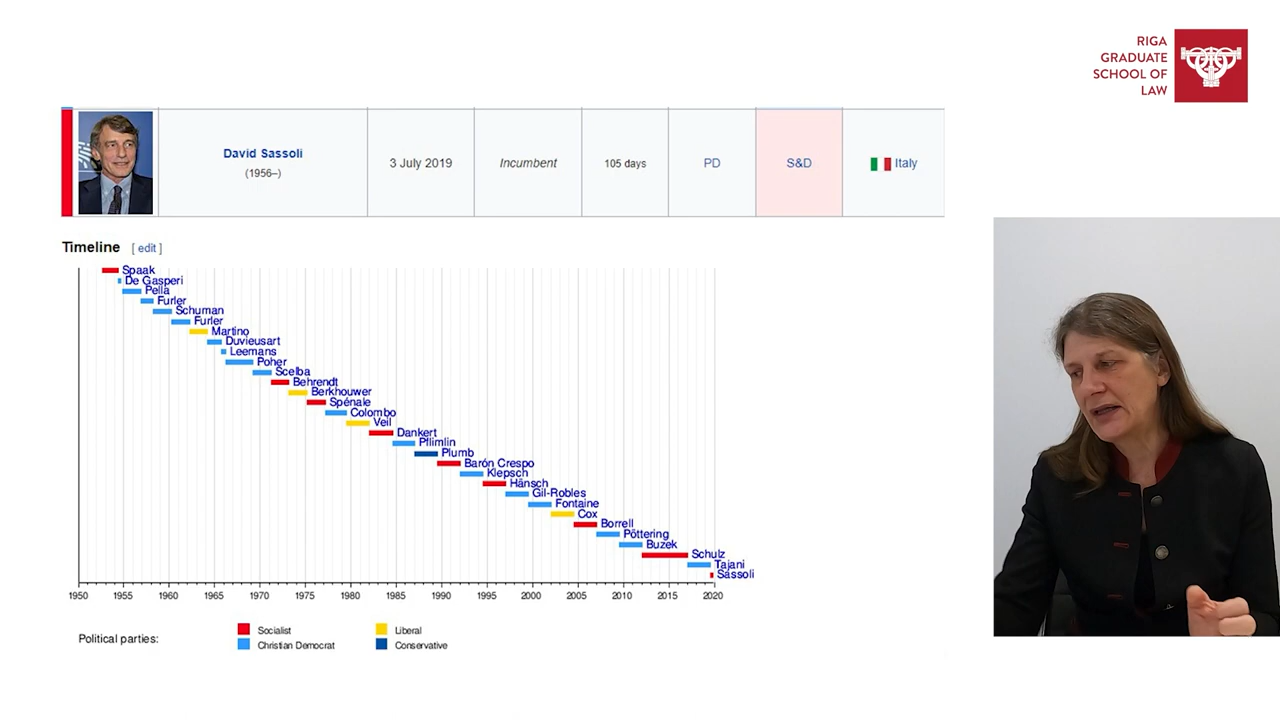 RIGA
GRADUATE
SCHOOL OF
LAW
David Sassoli
(1956–)
3 July 2019
Incumbent
105 days
PD
S&D
Italy
Timeline [ edit ]
Spaak
De Gasperi
Pella
Furler
Schuman
Furler
Martino
Duvieusart
Leemans
Poher
Scelba
Behrendt
Berkhouwer
Spénale
Colombo
Veil
Dankert
Pflimlin
Plumb
Barón Crespo
Klepsch
Hänsch
Gil-Robles
Fontaine
Cox
Borrell
Pöttering
Buzek
Schulz
Tajani
Sassoli
1950 1955 1960 1965 1970 1975 1980 1985 1990 1995 2000 2005 2010 2015 2020
Political parties:
Socialist
Christian Democrat
Liberal
Conservative